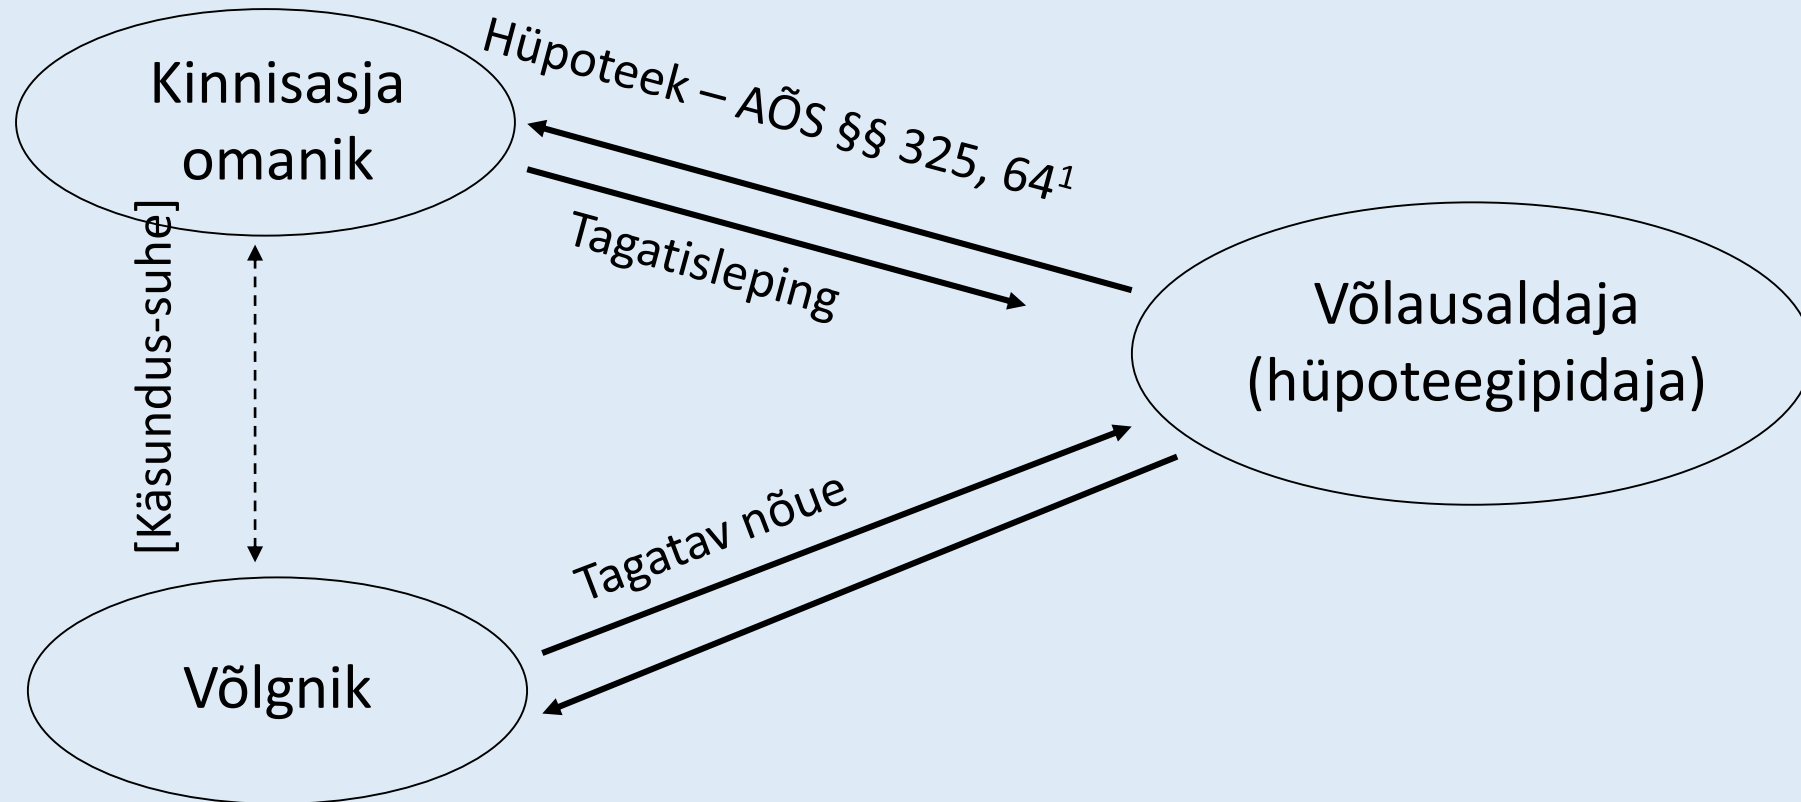 Kinnisasja
omanik
Hüpoteek – AÕS §§ 325, 64¹
Tagatisleping
[Käsundus-suhe]
Võlausaldaja
(hüpoteegipidaja)
Tagatav nõue
Võlgnik